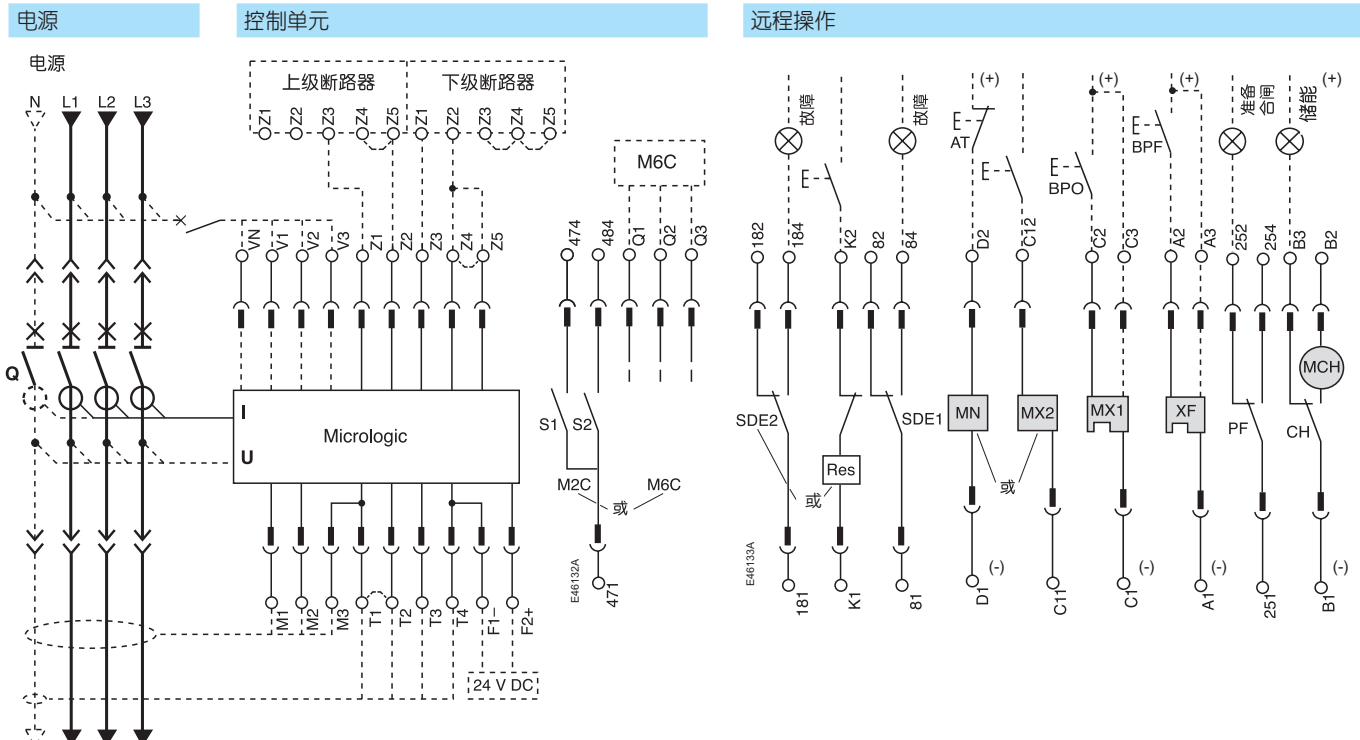 电源
控制单元
远程操作
电源
N L1 L2 L3
上级断路器 下级断路器
Z1 Z2 Z3 Z4 Z5 Z1 Z2 Z3 Z4 Z5
M6C
故障 故障 (+) (+) (+) 准备合闸 储能 (+)
AT BPO BPF
VN V1 V2 V3 Z1 Z2 Z3 Z4 Z5
474 484 Q1 Q2 Q3
182 184 K2 82 84 D2 C12 C2 C3 A2 A3 252 254 B3 B2
Q
I
U
Micrologic
S1 S2
M2C 或 M6C
SDE2 Res SDE1 MN MX2 MX1 XF PF CH MCH
或 或
E46132A
471
E46133A
181 K1 81 D1 (-) C11 C1 (-) A1 (-) 251 B1 (-)
M1 M2 M3 T1 T2 T3 T4 F1− F2+
24 V DC